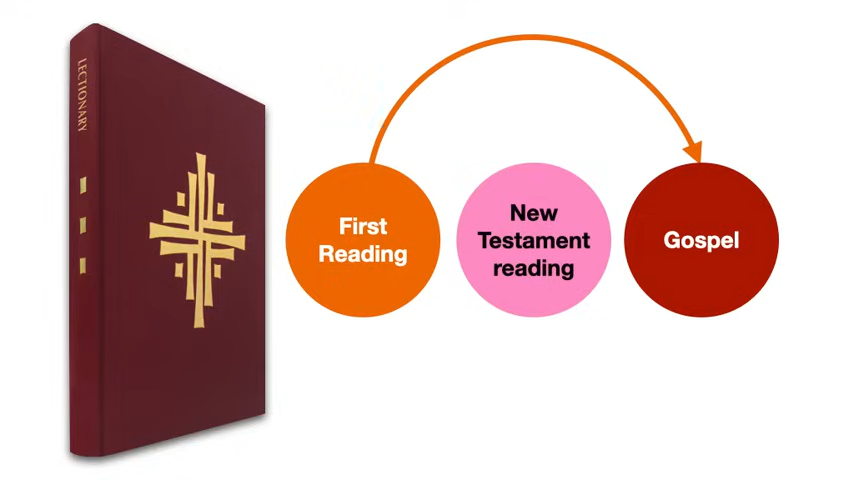 LECTIONARY
First
Reading
New
Testament
reading
Gospel